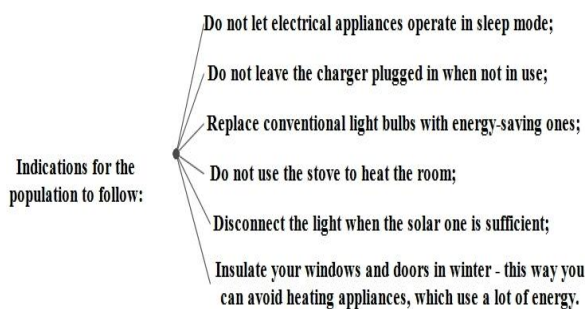 Indications for the
population to follow:
Do not let electrical appliances operate in sleep mode;
Do not leave the charger plugged in when not in use;
Replace conventional light bulbs with energy-saving ones;
Do not use the stove to heat the room;
Disconnect the light when the solar one is sufficient;
Insulate your windows and doors in winter - this way you
can avoid heating appliances, which use a lot of energy.